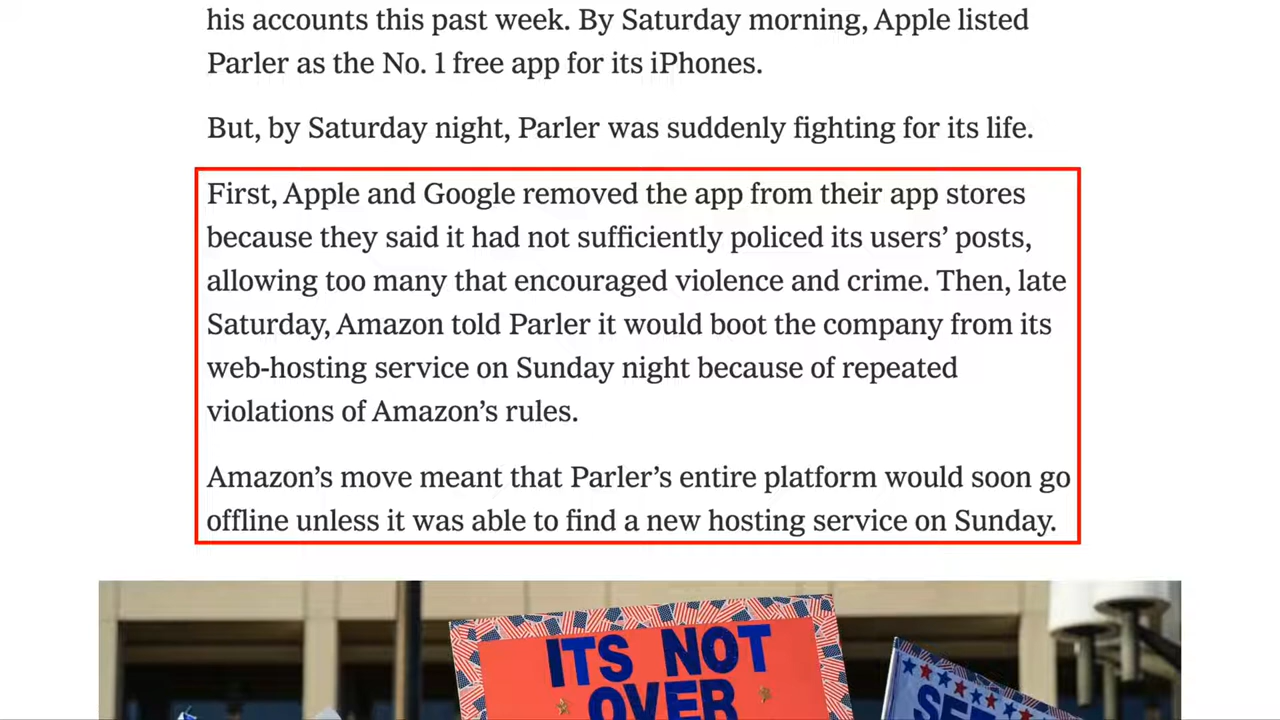 his accounts this past week. By Saturday morning, Apple listed
Parler as the No. 1 free app for its iPhones.
But, by Saturday night, Parler was suddenly fighting for its life.
First, Apple and Google removed the app from their app stores
because they said it had not sufficiently policed its users’ posts,
allowing too many that encouraged violence and crime. Then, late
Saturday, Amazon told Parler it would boot the company from its
web-hosting service on Sunday night because of repeated
violations of Amazon’s rules.
Amazon’s move meant that Parler’s entire platform would soon go
offline unless it was able to find a new hosting service on Sunday.
ITS NOT
OVER